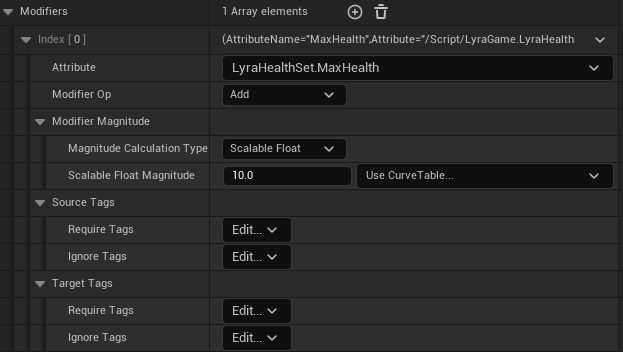 Modifiers 1 Array elements
Index [ 0 ] (AttributeName="MaxHealth",Attribute="/Script/LyraGame.LyraHealth
Attribute LyraHealthSet.MaxHealth
Modifier Op Add
Modifier Magnitude
Magnitude Calculation Type Scalable Float
Scalable Float Magnitude 10.0 Use CurveTable...
Source Tags
Require Tags Edit...
Ignore Tags Edit...
Target Tags
Require Tags Edit...
Ignore Tags Edit...